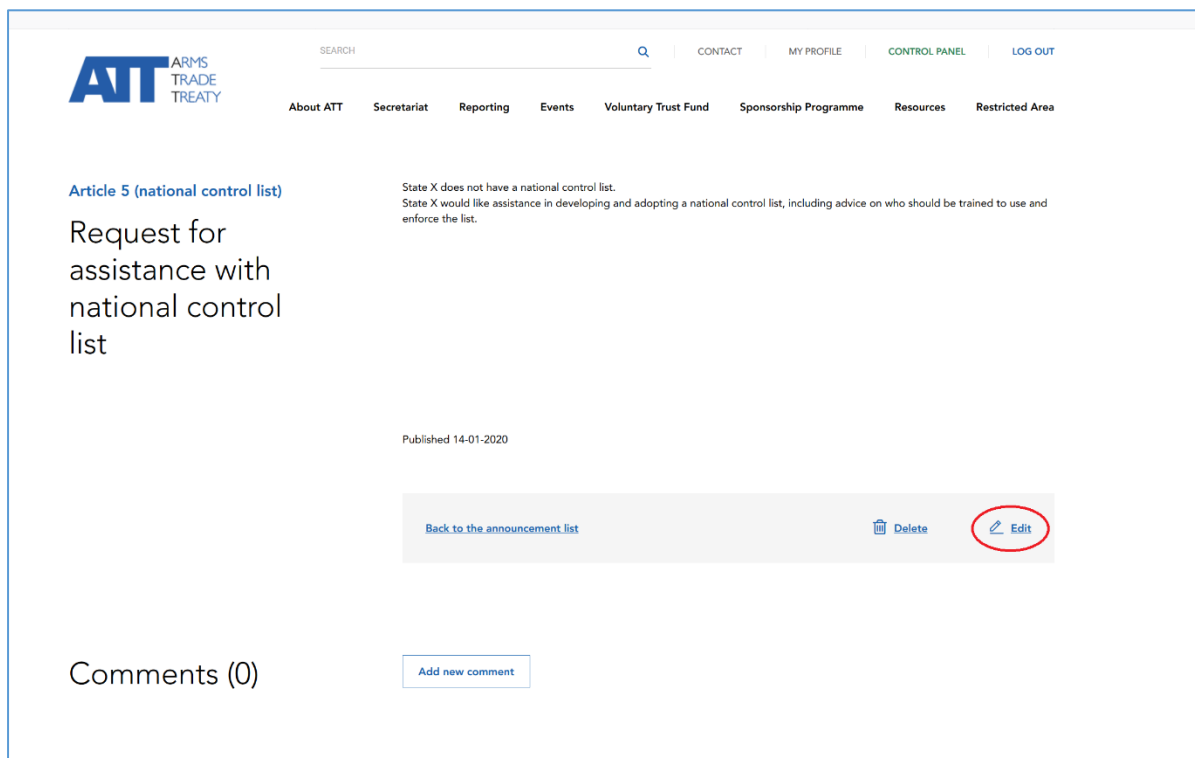 SEARCH
CONTACT
MY PROFILE
CONTROL PANEL
LOG OUT
ATT
ARMS
TRADE
TREATY
About ATT
Secretariat
Reporting
Events
Voluntary Trust Fund
Sponsorship Programme
Resources
Restricted Area
Article 5 (national control list)
Request for
assistance with
national control
list
State X does not have a national control list.
State X would like assistance in developing and adopting a national control list, including advice on who should be trained to use and
enforce the list.
Published 14-01-2020
Back to the announcement list
Delete
Edit
Comments (0)
Add new comment